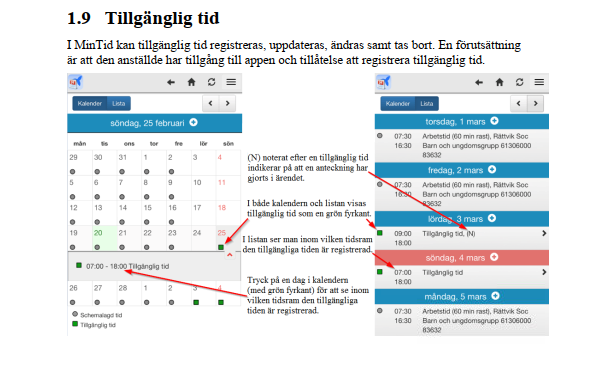 1.9 Tillgänglig tid
I MinTid kan tillgänglig tid registreras, uppdateras, ändras samt tas bort. En förutsättning
är att den anställde har tillgång till appen och tillåtelse att registrera tillgänglig tid.
Kalender Lista
söndag, 25 februari
mån tis ons tor fre lör sön
29 30 31 1 2 3 4
5 6 7 8 9 10 11
12 13 14 15 16 17 18
19 20 21 22 23 24 25
07:00 - 18:00 Tillgänglig tid
26 27 28 1 2 3 4
Schemalagd tid
Tillgänglig tid
(N) noterat efter en tillgänglig tid
indikerar på att en anteckning har
gjorts i ärendet.
I både kalendern och listan visas
tillgänglig tid som en grön fyrkant.
I listan ser man inom vilken tidsram
den tillgängliga tiden är registrerad.
Tryck på en dag i kalendern
(med grön fyrkant) för att se inom
vilken tidsram den tillgängliga
tiden är registrerad.
Kalender Lista
torsdag, 1 mars
07:30 Arbetstid (60 min rast), Rättvik Soc
16:30 Barn och ungdomsgrupp 61306000
83632
fredag, 2 mars
07:30 Arbetstid (60 min rast), Rättvik Soc
16:30 Barn och ungdomsgrupp 61306000
83632
lördag, 3 mars
09:00 Tillgänglig tid, (N)
18:00
söndag, 4 mars
07:00 Tillgänglig tid
18:00
måndag, 5 mars
07:30 Arbetstid (60 min rast), Rättvik Soc
16:30 Barn och ungdomsgrupp 61306000
83632